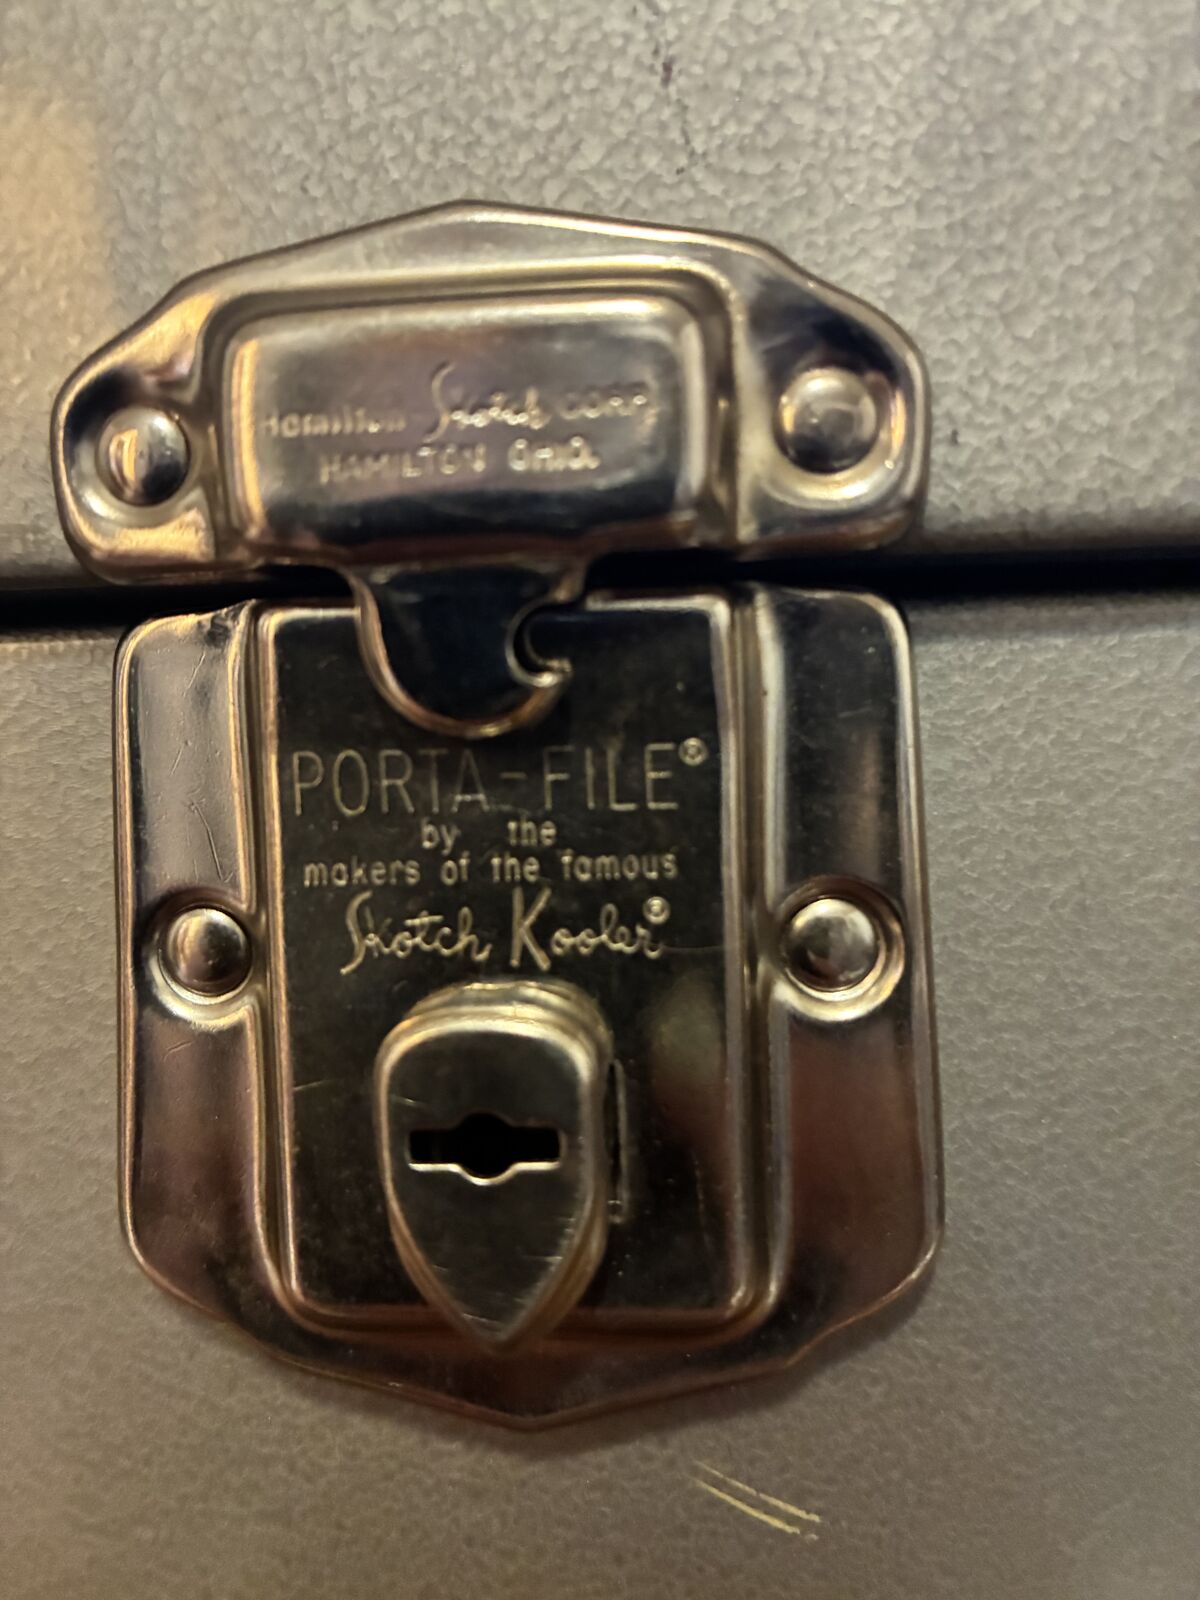 Hamilton Skotch CORP.
HAMILTON OHIO.
PORTA-FILE®
by the
makers of the famous
Skotch Kooler®